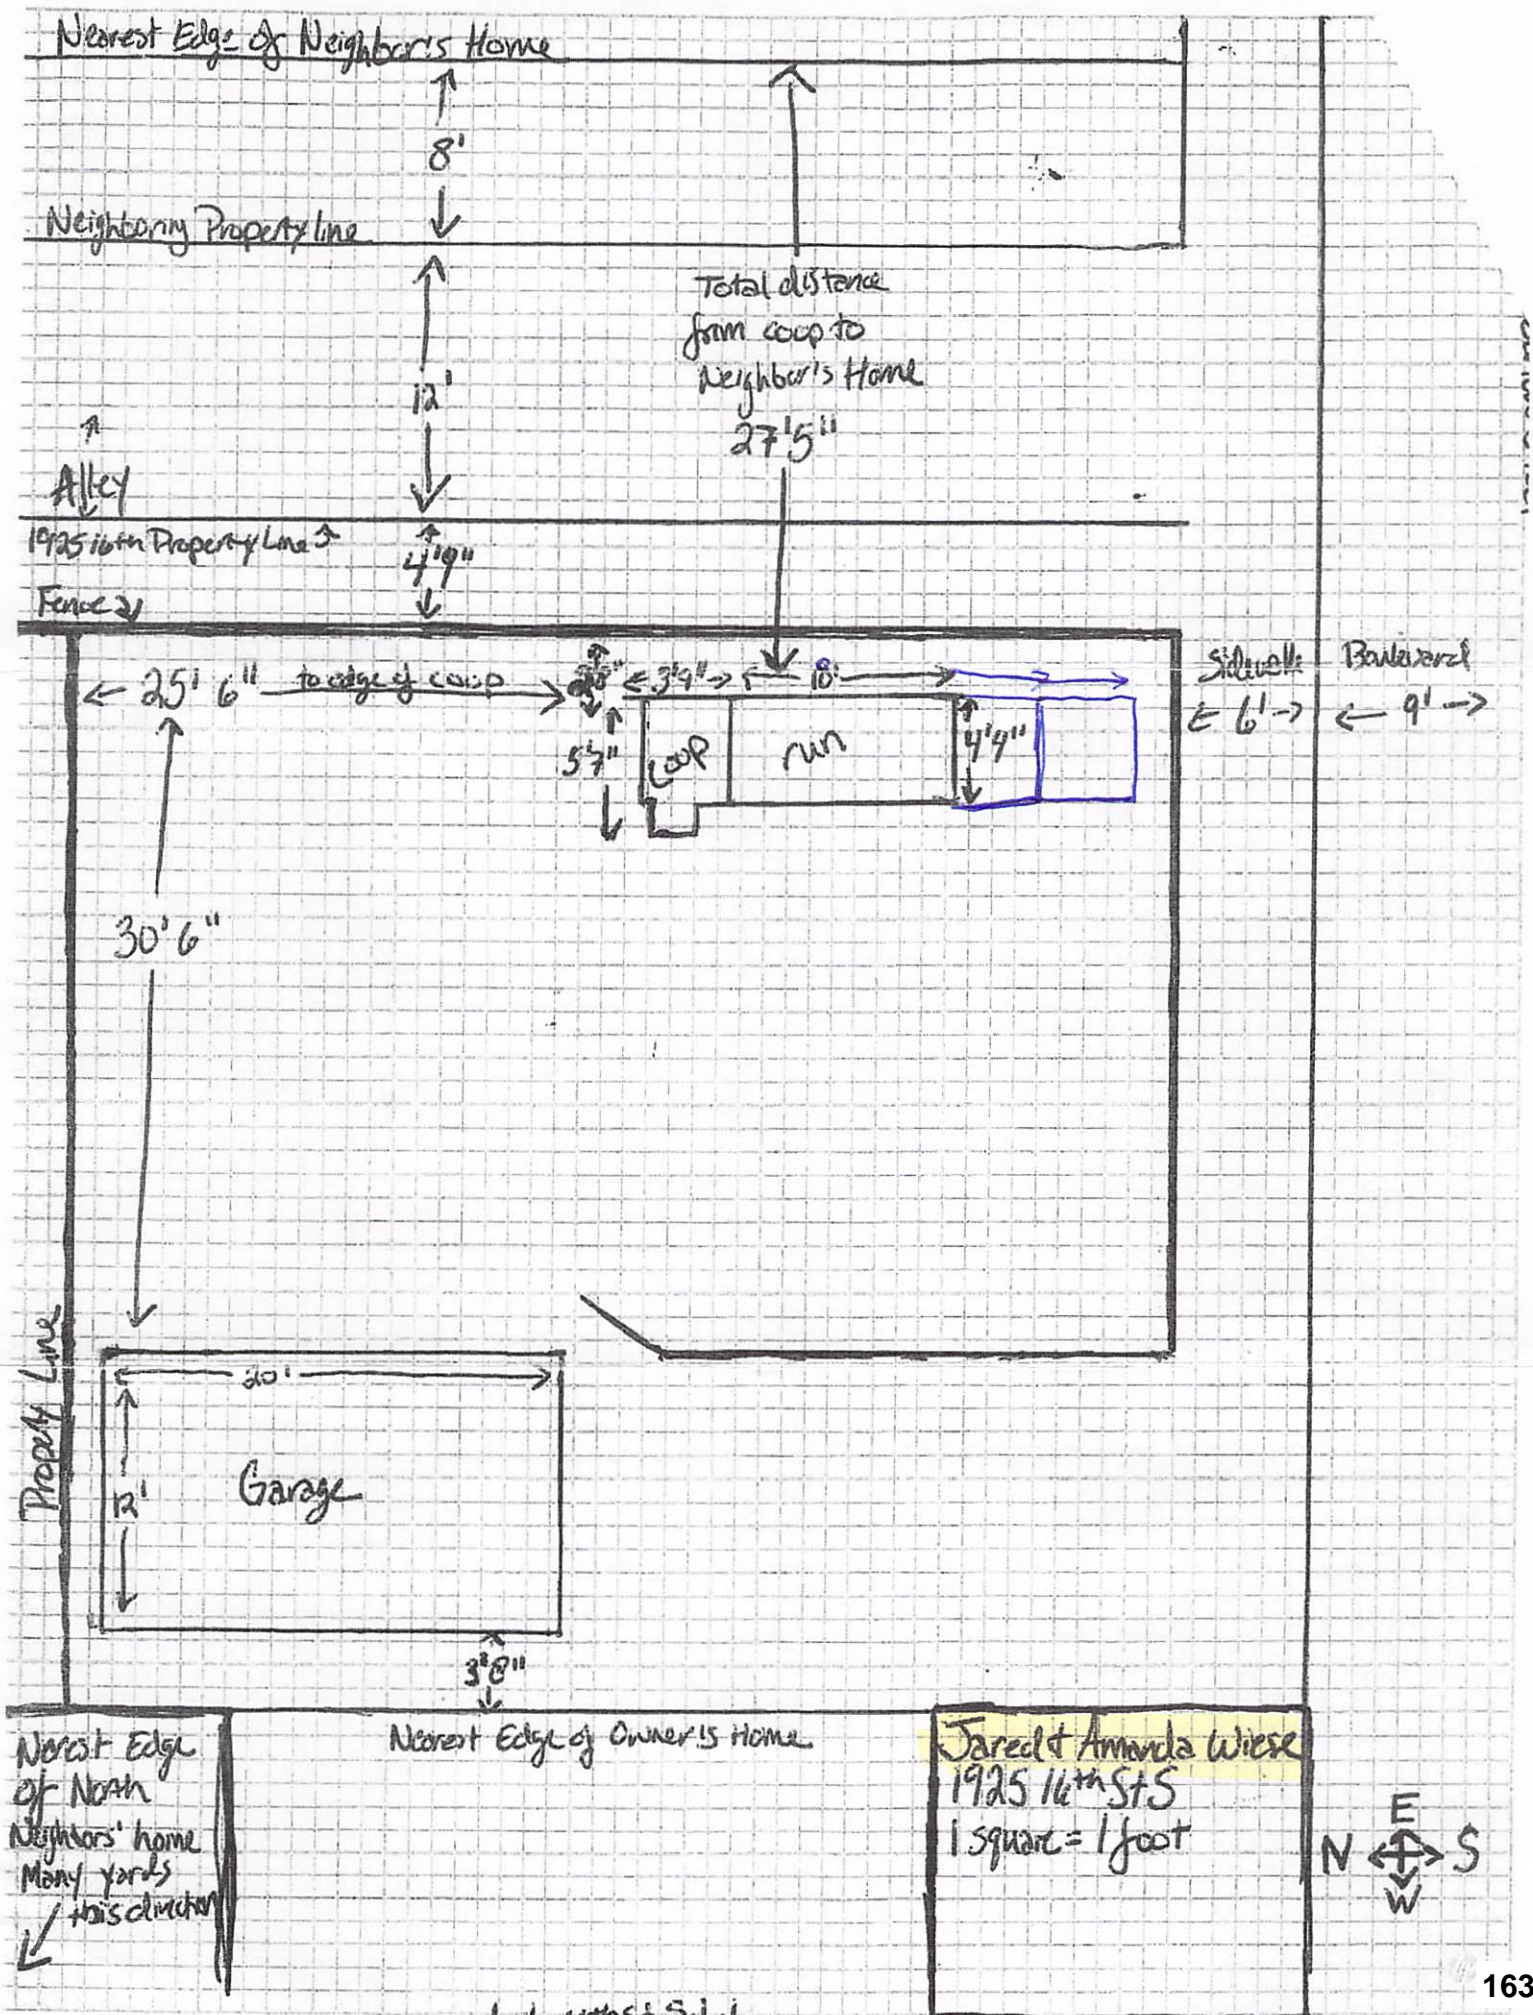 Nearest Edge of Neighbor's Home
8'
Neighboring Property line
Total distance
from coop to
Neighbor's Home
27'5"
12'
Alley
1925 16th Property Line
4'9"
Fence
25' 6" to edge of coop
3'9"
Sidewalk
Boulevard
6'
9'
5'7"
Coop
run
4'4"
30'6"
20'
Property Line
12'
Garage
3'8"
Nearest Edge of Owner's Home
Nerest Edge
of North
Neighbors' home
Many yards
this direction
Jared & Amanda Wiese
1925 16th St S
1 square = 1 foot
E
N S
W
163